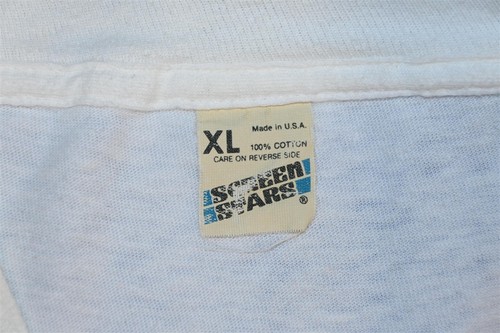 XL Made in U.S.A.
100% COTTON
CARE ON REVERSE SIDE
SCREEN
STARS ®